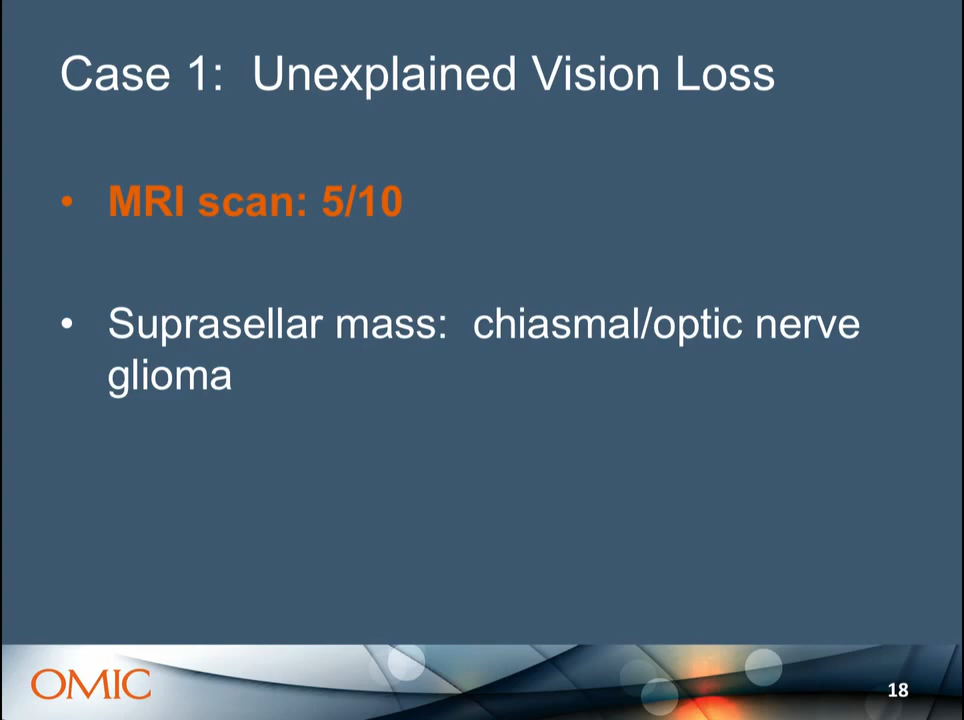 Case 1: Unexplained Vision Loss
• MRI scan: 5/10
• Suprasellar mass: chiasmal/optic nerve
glioma
OMIC
18